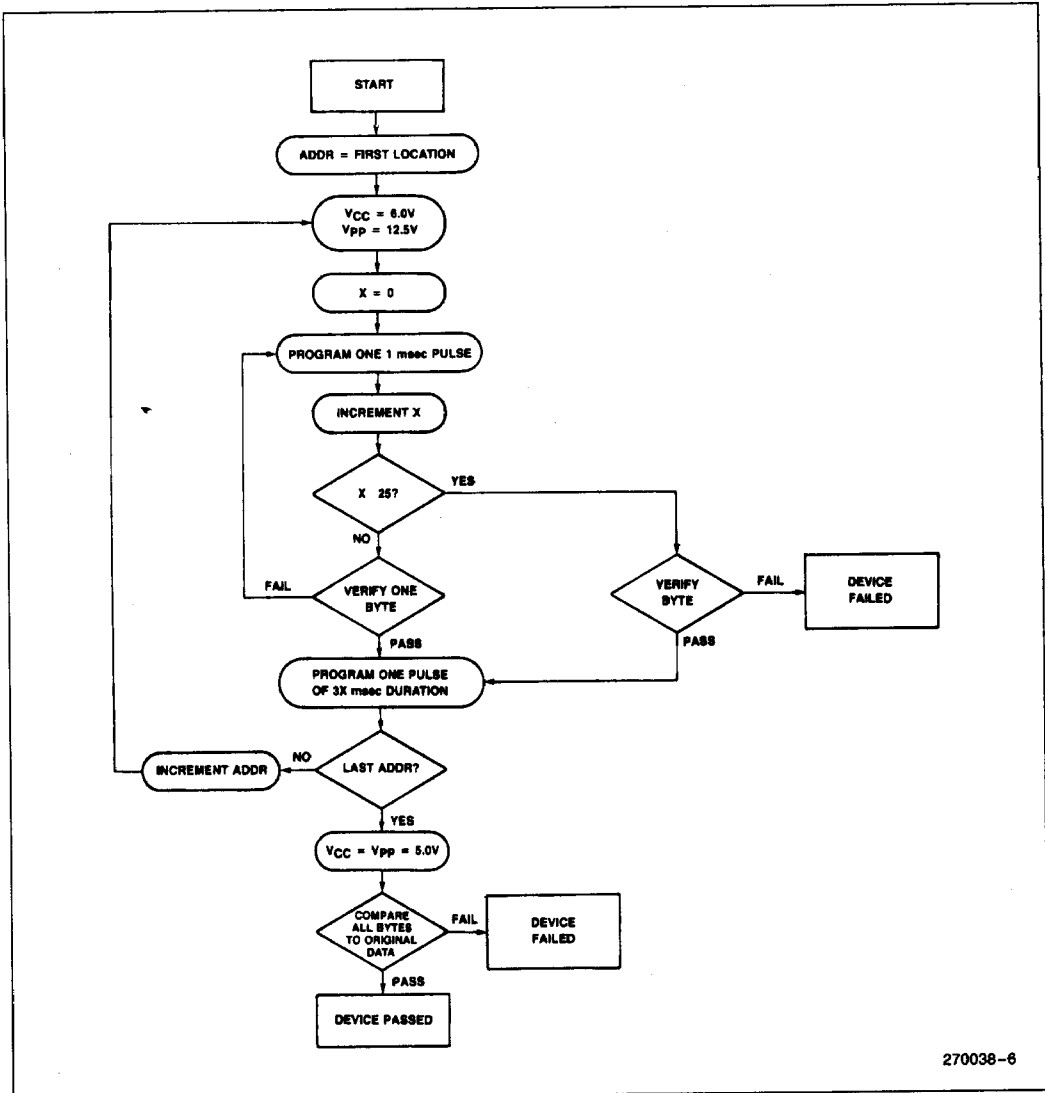 START
ADDR = FIRST LOCATION
VCC = 6.0V
VPP = 12.5V
X = 0
PROGRAM ONE 1 msec PULSE
INCREMENT X
X 25?
YES
NO
VERIFY ONE
BYTE
FAIL
PASS
VERIFY
BYTE
FAIL
PASS
DEVICE
FAILED
PROGRAM ONE PULSE
OF 3X msec DURATION
LAST ADDR?
NO
INCREMENT ADDR
YES
VCC = VPP = 5.0V
COMPARE
ALL BYTES
TO ORIGINAL
DATA
FAIL
DEVICE
FAILED
PASS
DEVICE PASSED
270038-6